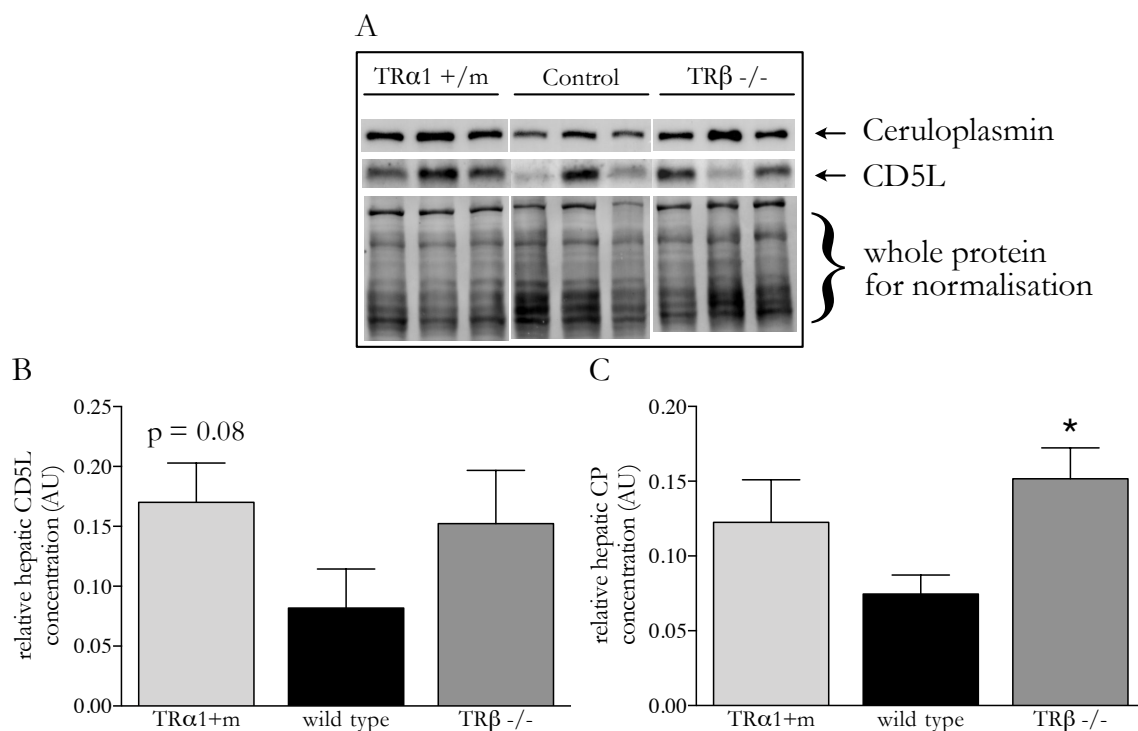 A
TRα1 +/m
Control
TRβ -/-
Ceruloplasmin
CD5L
whole protein
for normalisation
B
relative hepatic CD5L
concentration (AU)
0.25
0.20
0.15
0.10
0.05
0.00
p = 0.08
TRα1+m
wild type
TRβ -/-
C
relative hepatic CP
concentration (AU)
0.20
0.15
0.10
0.05
0.00
*
TRα1+m
wild type
TRβ -/-